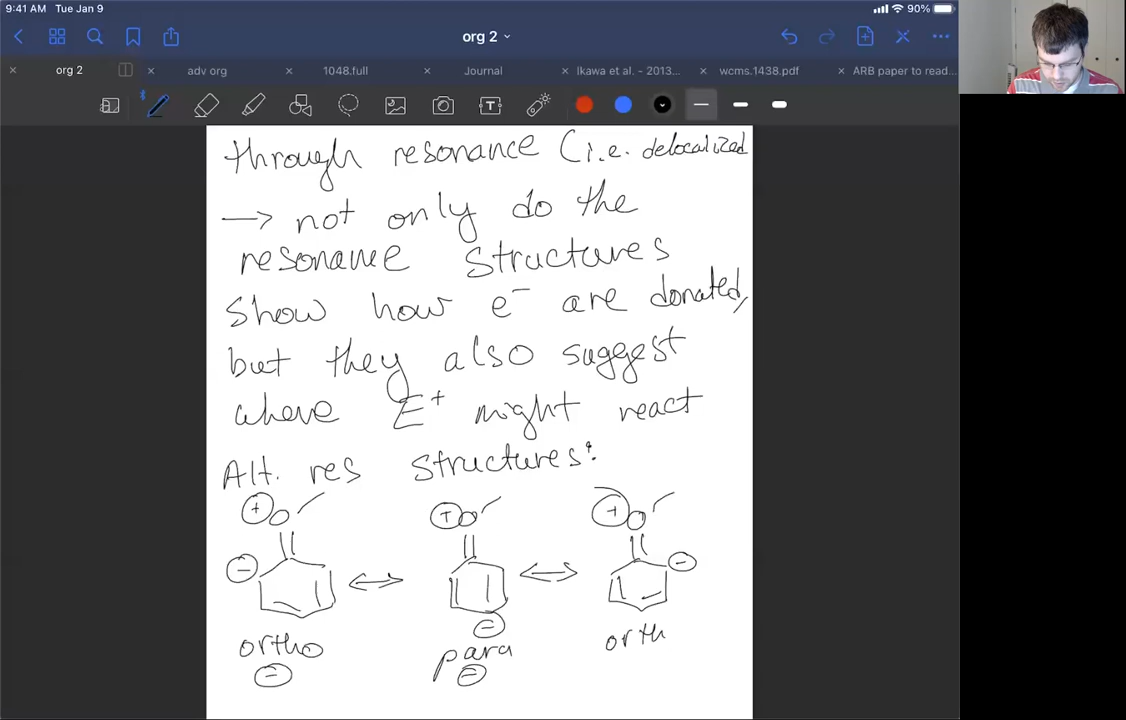 9:41 AM Tue Jan 9
90%
org 2
org 2
adv org
1048.full
Journal
Ikawa et al. - 2013...
wcms.1438.pdf
ARB paper to read...
through resonance (i.e. delocalized
→ not only do the
resonance structures
show how e⁻ are donated,
but they also suggest
where E⁺ might react
Alt. res structures:
+ O + O + O
− −
−
ortho para orth
− −